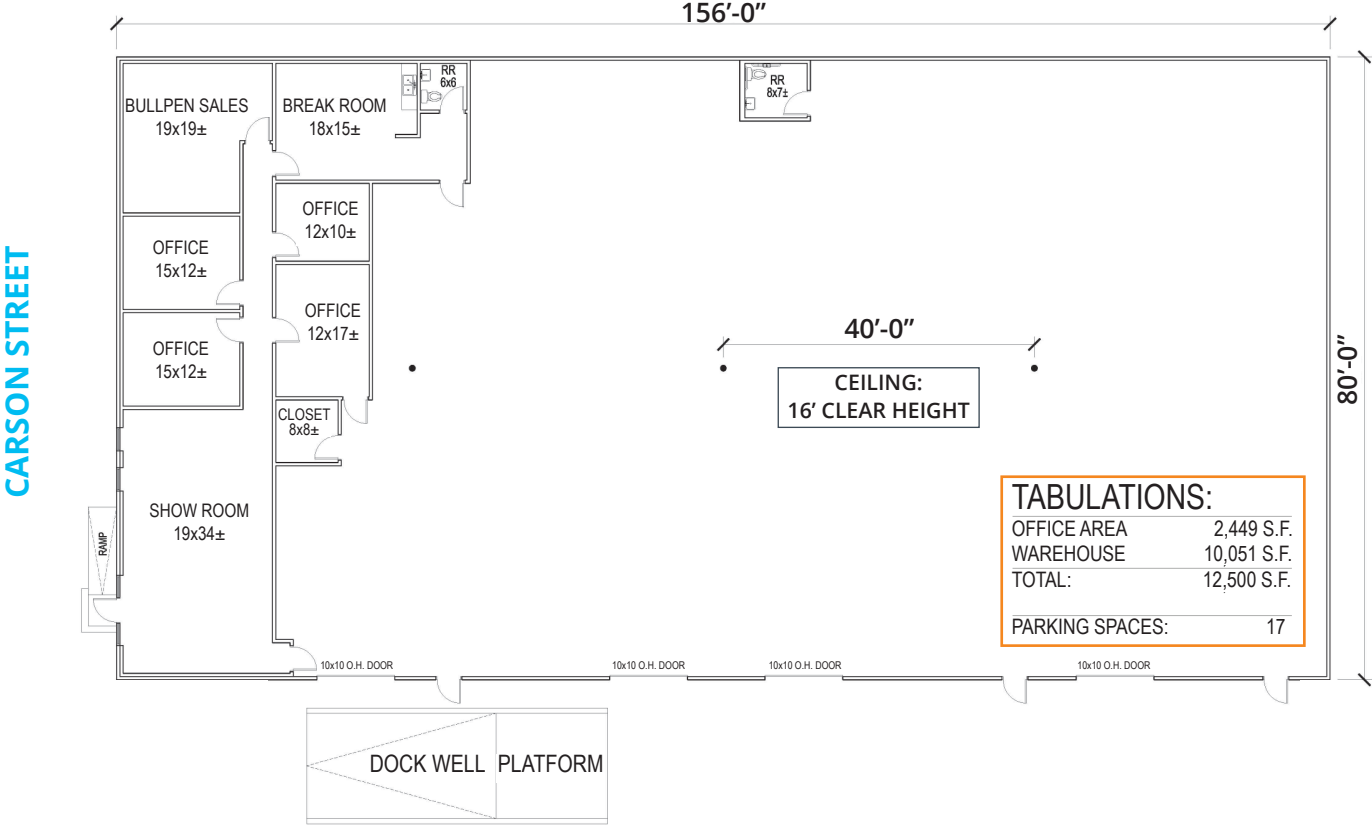 156’-0”
BULLPEN SALES
19x19±
BREAK ROOM
18x15±
RR
6x6
RR
8x7±
OFFICE
12x10±
OFFICE
15x12±
OFFICE
12x17±
OFFICE
15x12±
CARSON STREET
40’-0”
80’-0”
CEILING:
16’ CLEAR HEIGHT
CLOSET
8x8±
SHOW ROOM
19x34±
RAMP
TABULATIONS:
OFFICE AREA 2,449 S.F.
WAREHOUSE 10,051 S.F.
TOTAL: 12,500 S.F.
PARKING SPACES: 17
10x10 O.H. DOOR
10x10 O.H. DOOR
10x10 O.H. DOOR
10x10 O.H. DOOR
DOCK WELL
PLATFORM